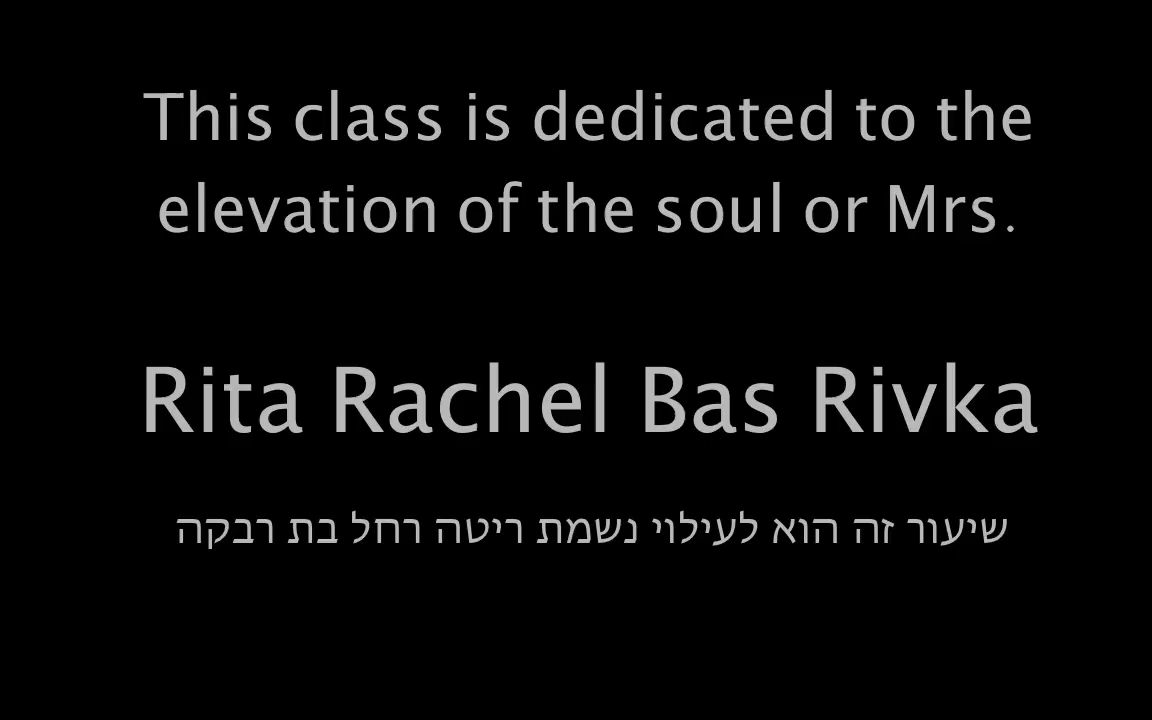 This class is dedicated to the
elevation of the soul or Mrs.
Rita Rachel Bas Rivka
שיעור זה הוא לעילוי נשמת ריטה רחל בת רבקה